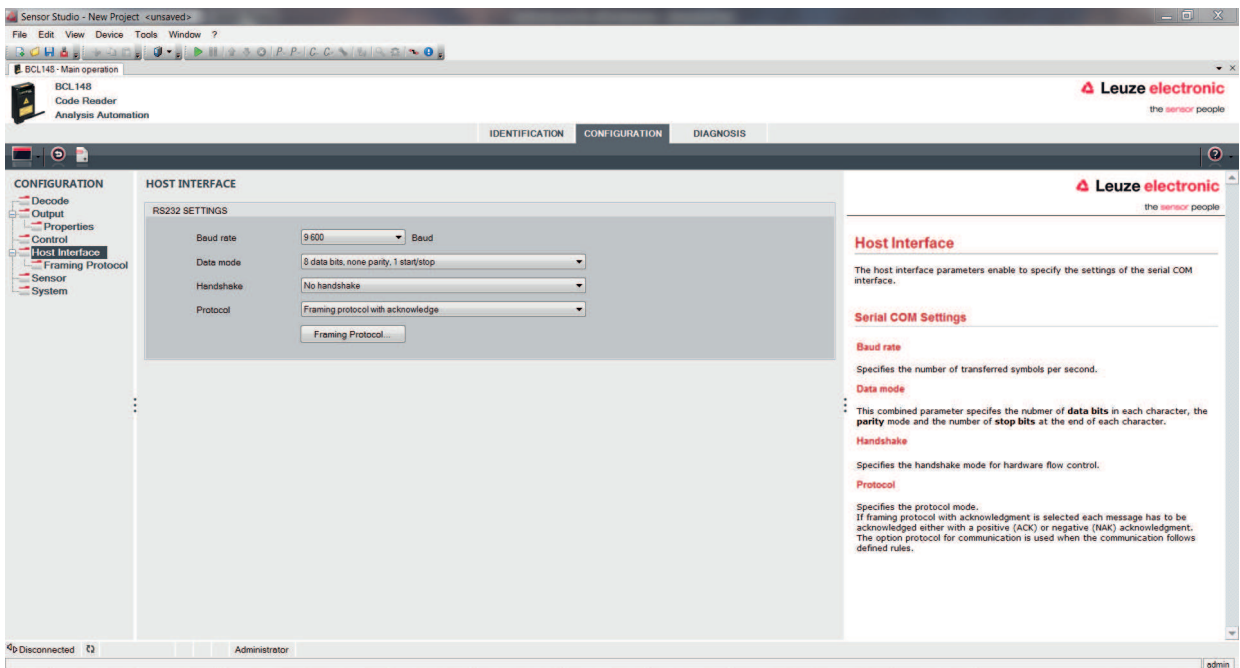 Sensor Studio - New Project <unsaved>
File Edit View Device Tools Window ?
BCL148 - Main operation
BCL148
Code Reader
Analysis Automation
Leuze electronic
the sensor people
IDENTIFICATION CONFIGURATION DIAGNOSIS
CONFIGURATION
Decode
Output
Properties
Control
Host Interface
Framing Protocol
Sensor
System
HOST INTERFACE
RS232 SETTINGS
Baud rate 9 600 Baud
Data mode 8 data bits, none parity, 1 start/stop
Handshake No handshake
Protocol Framing protocol with acknowledge
Framing Protocol...
Leuze electronic
the sensor people
Host Interface
The host interface parameters enable to specify the settings of the serial COM
interface.
Serial COM Settings
Baud rate
Specifies the number of transferred symbols per second.
Data mode
This combined parameter specifes the nubmer of data bits in each character, the
parity mode and the number of stop bits at the end of each character.
Handshake
Specifies the handshake mode for hardware flow control.
Protocol
Specifies the protocol mode.
If framing protocol with acknowledgment is selected each message has to be
acknowledged either with a positive (ACK) or negative (NAK) acknowledgment.
The option protocol for communication is used when the communication follows
defined rules.
Disconnected Administrator
admin